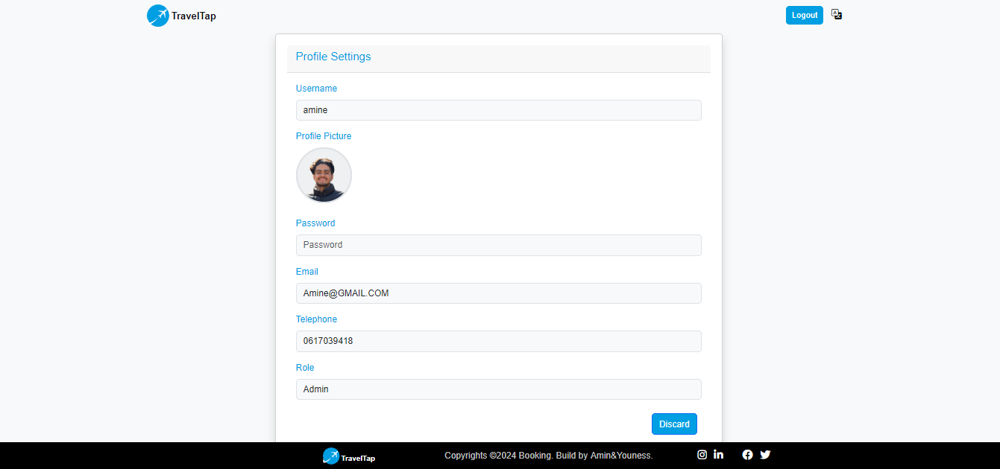 TravelTap
Logout
Profile Settings
Username
amine
Profile Picture
Password
Password
Email
Amine@GMAIL.COM
Telephone
0617039418
Role
Admin
Discard
TravelTap
Copyrights ©2024 Booking. Build by Amin&Youness.